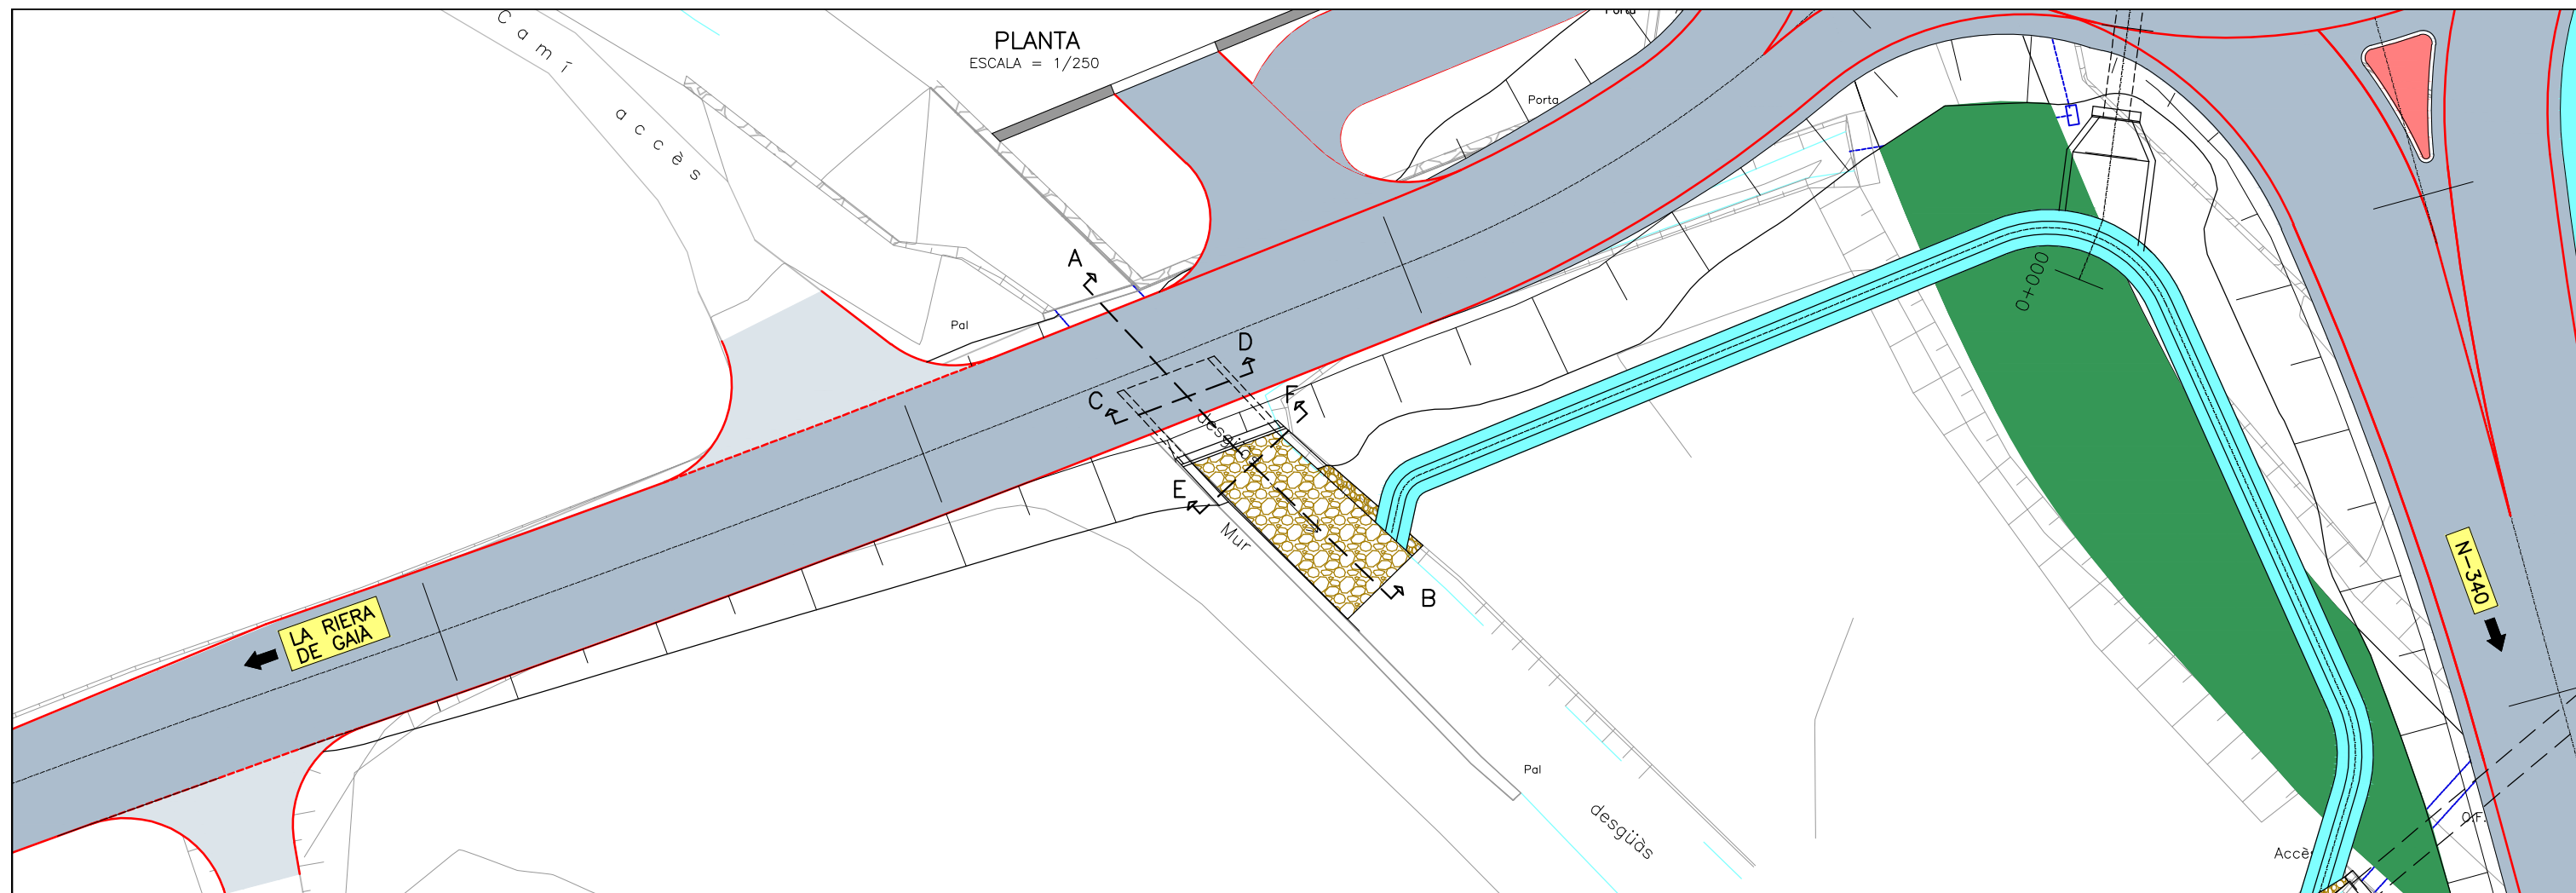 PLANTA
ESCALA = 1/250
Camí
accès
Porta
Porta
A
Pal
D
C
F
desgüàs
E
Mur
B
0+000
N-340
LA RIERA
DE GAIÀ
Pal
desgüàs
O.F.